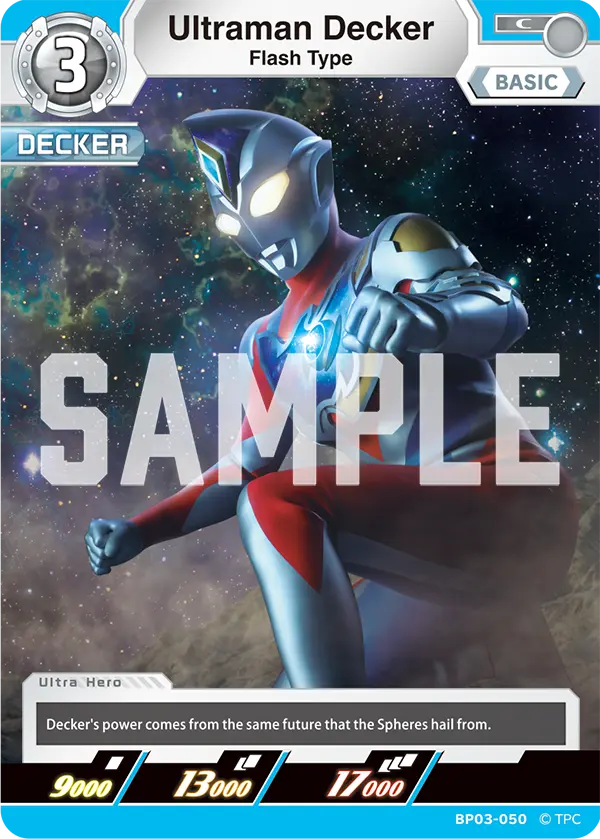 3
Ultraman Decker
Flash Type
C
BASIC
DECKER
SAMPLE
Ultra Hero
Decker's power comes from the same future that the Spheres hail from.
9000
13000
17000
BP03-050 © TPC